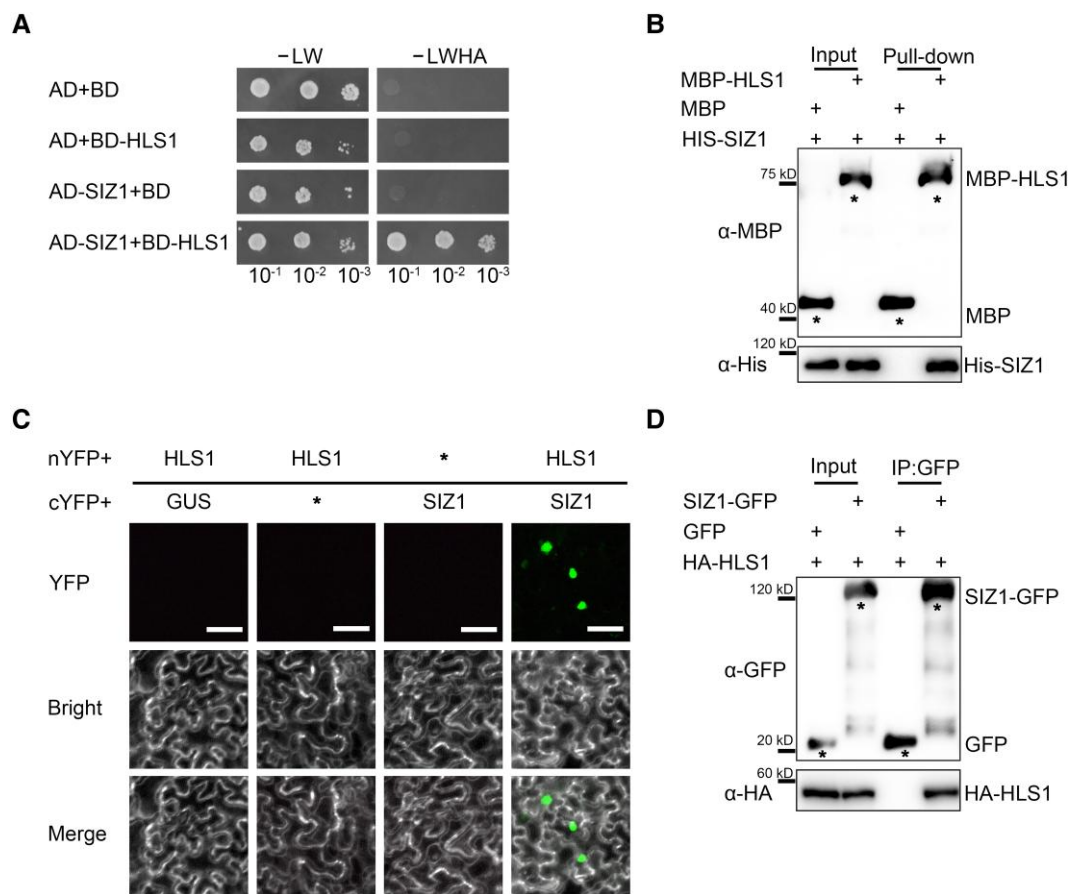 A
−LW −LWHA
AD+BD
AD+BD-HLS1
AD-SIZ1+BD
AD-SIZ1+BD-HLS1
10-1 10-2 10-3 10-1 10-2 10-3
B
Input Pull-down
MBP-HLS1 + +
MBP + +
HIS-SIZ1 + + + +
75 kD MBP-HLS1
* *
α-MBP
40 kD MBP
* *
120 kD
α-His His-SIZ1
C
nYFP+ HLS1 HLS1 * HLS1
cYFP+ GUS * SIZ1 SIZ1
YFP
Bright
Merge
D
Input IP:GFP
SIZ1-GFP + +
GFP + +
HA-HLS1 + + + +
120 kD SIZ1-GFP
* *
α-GFP
20 kD GFP
* *
60 kD
α-HA HA-HLS1